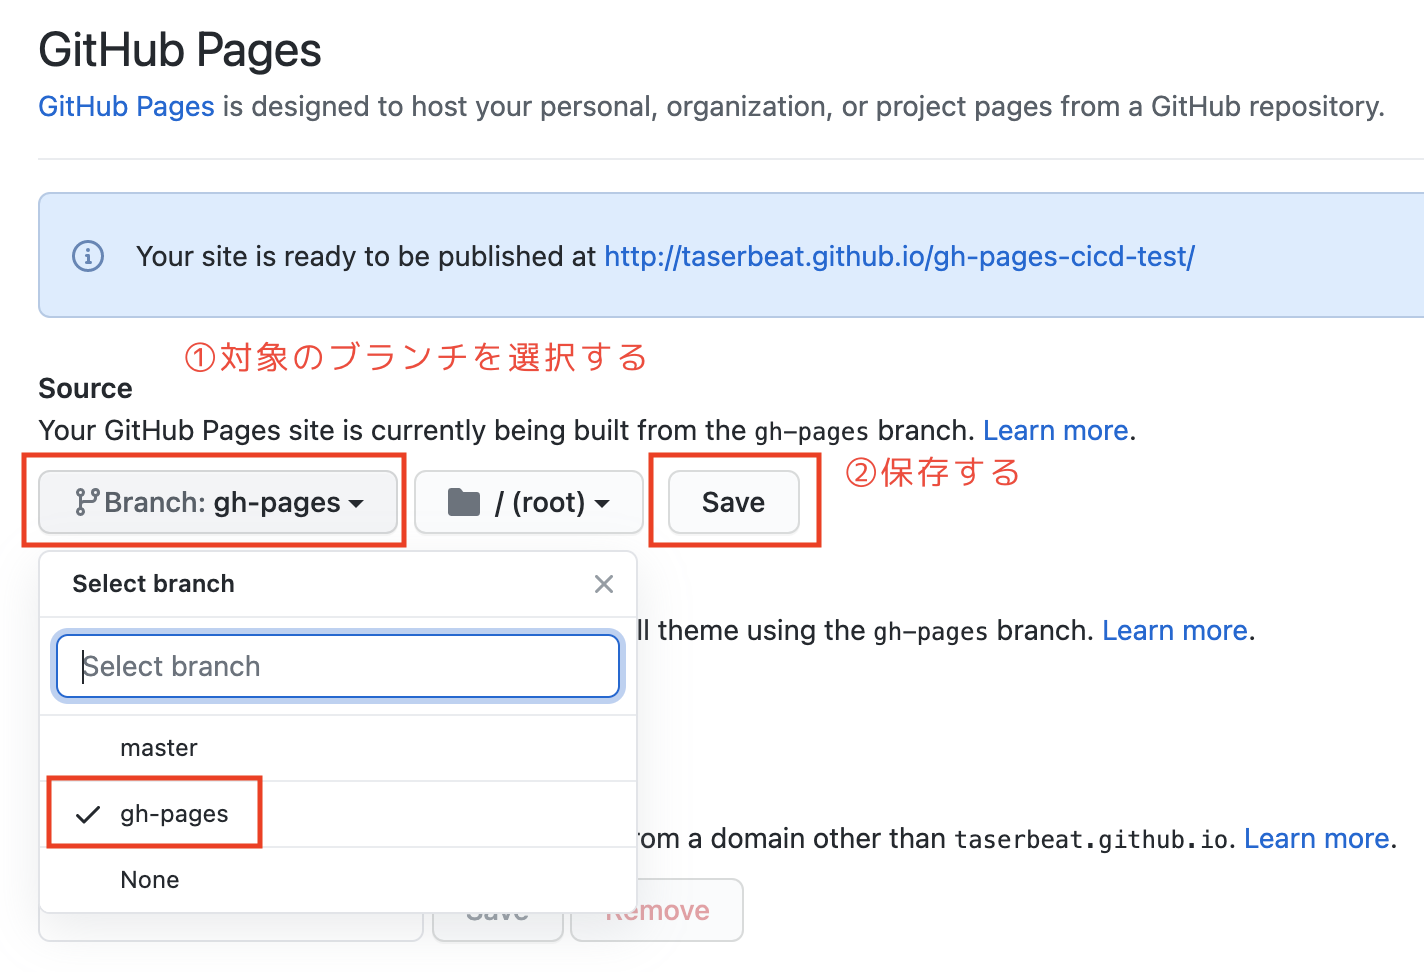 GitHub Pages
GitHub Pages is designed to host your personal, organization, or project pages from a GitHub repository.
Your site is ready to be published at http://taserbeat.github.io/gh-pages-cicd-test/
①対象のブランチを選択する
Source
Your GitHub Pages site is currently being built from the gh-pages branch. Learn more.
②保存する
Branch: gh-pages
/ (root)
Save
Select branch
ll theme using the gh-pages branch. Learn more.
Select branch
master
gh-pages
om a domain other than taserbeat.github.io. Learn more.
None
Save
Remove